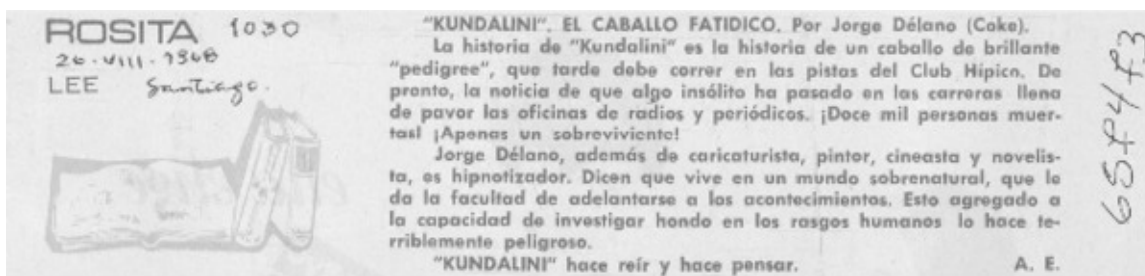 ROSITA 1030
26.VIII.1968
LEE Santiago.
"KUNDALINI". EL CABALLO FATIDICO. Por Jorge Délano (Coke).
La historia de "Kundalini" es la historia de un caballo de brillante
"pedigree", que tarde debe correr en las pistas del Club Hípico. De
pronto, la noticia de que algo insólito ha pasado en las carreras llena
de pavor las oficinas de radios y periódicos. ¡Doce mil personas muer-
tas! ¡Apenas un sobreviviente!
Jorge Délano, además de caricaturista, pintor, cineasta y novelis-
ta, es hipnotizador. Dicen que vive en un mundo sobrenatural, que le
da la facultad de adelantarse a los acontecimientos. Esto agregado a
la capacidad de investigar hondo en los rasgos humanos lo hace te-
rriblemente peligroso.
"KUNDALINI" hace reír y hace pensar. A. E.